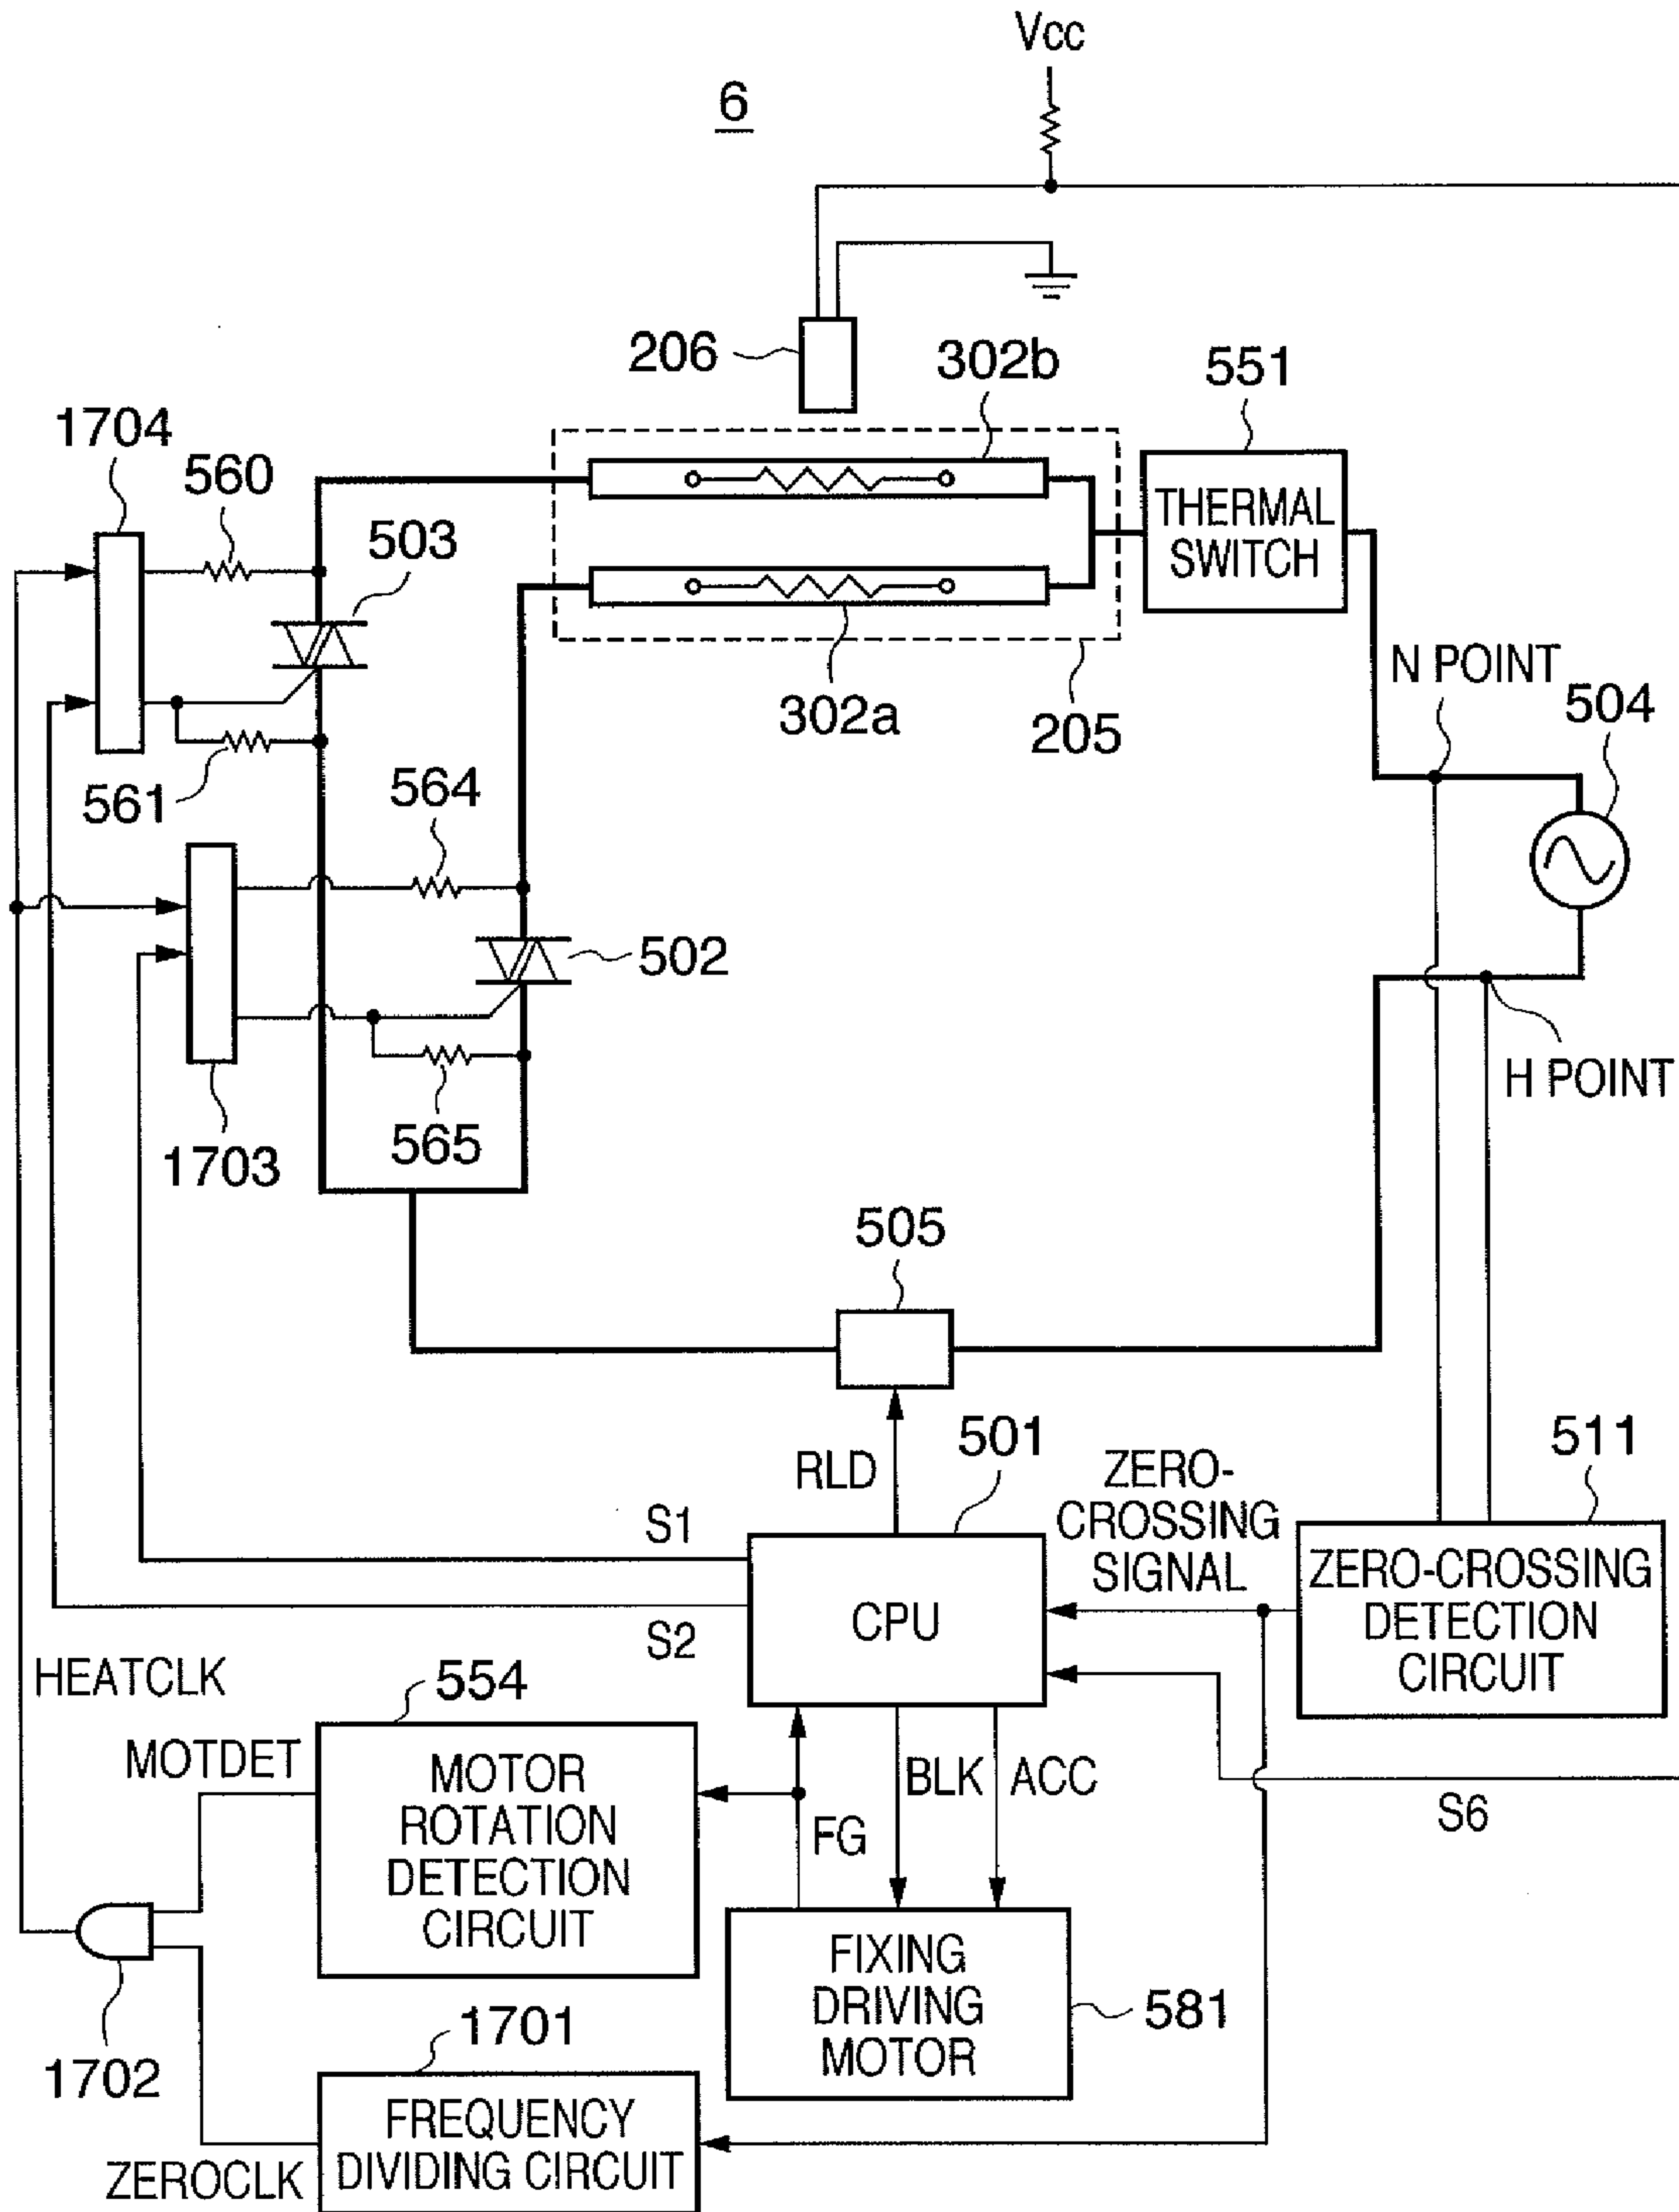 Vcc
6
206
302b
551
1704
560
503
THERMAL
SWITCH
N POINT
504
302a
205
561
564
502
H POINT
565
1703
505
501
511
RLD
ZERO-
CROSSING
SIGNAL
S1
CPU
ZERO-CROSSING
DETECTION
CIRCUIT
S2
HEATCLK
554
MOTDET
MOTOR
ROTATION
DETECTION
CIRCUIT
BLK
ACC
S6
FG
FIXING
DRIVING
MOTOR
581
1701
1702
FREQUENCY
DIVIDING CIRCUIT
ZEROCLK